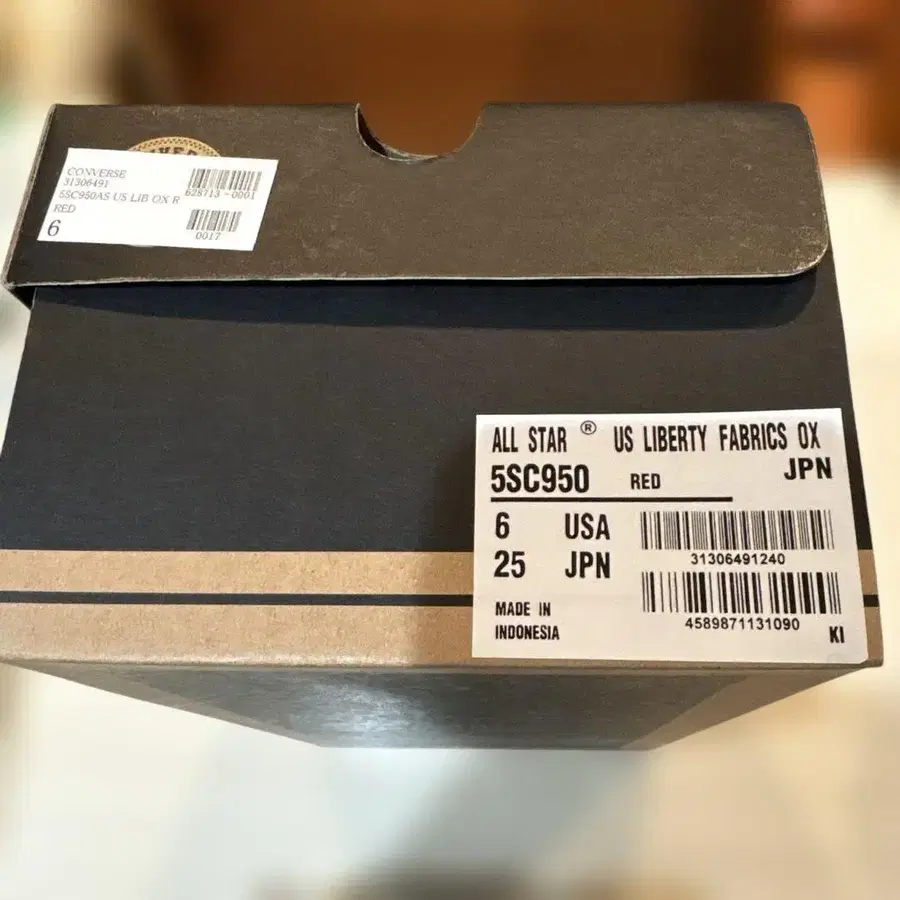 CONVERSE
31306491
5SC950AS US LIB OX R
RED
6
628713-0001
0017
ALL STAR ® US LIBERTY FABRICS OX
5SC950 RED JPN
6 USA
25 JPN
31306491240
4589871131090
MADE IN
INDONESIA
KI